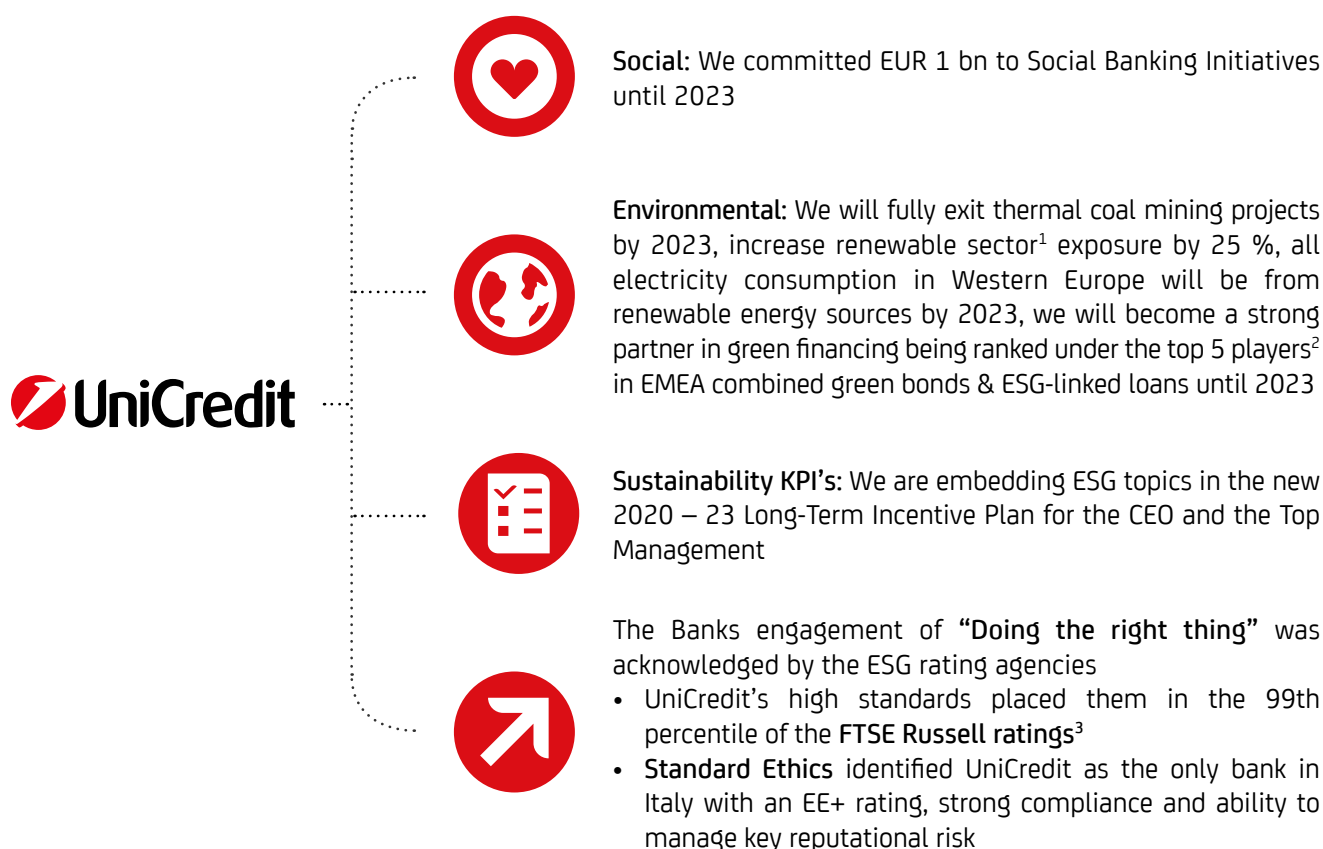 Social: We committed EUR 1 bn to Social Banking Initiatives
until 2023
Environmental: We will fully exit thermal coal mining projects
by 2023, increase renewable sector¹ exposure by 25 %, all
electricity consumption in Western Europe will be from
renewable energy sources by 2023, we will become a strong
partner in green financing being ranked under the top 5 players²
in EMEA combined green bonds & ESG-linked loans until 2023
UniCredit
Sustainability KPI’s: We are embedding ESG topics in the new
2020 – 23 Long-Term Incentive Plan for the CEO and the Top
Management
The Banks engagement of “Doing the right thing” was
acknowledged by the ESG rating agencies
• UniCredit’s high standards placed them in the 99th
percentile of the FTSE Russell ratings³
• Standard Ethics identified UniCredit as the only bank in
Italy with an EE+ rating, strong compliance and ability to
manage key reputational risk